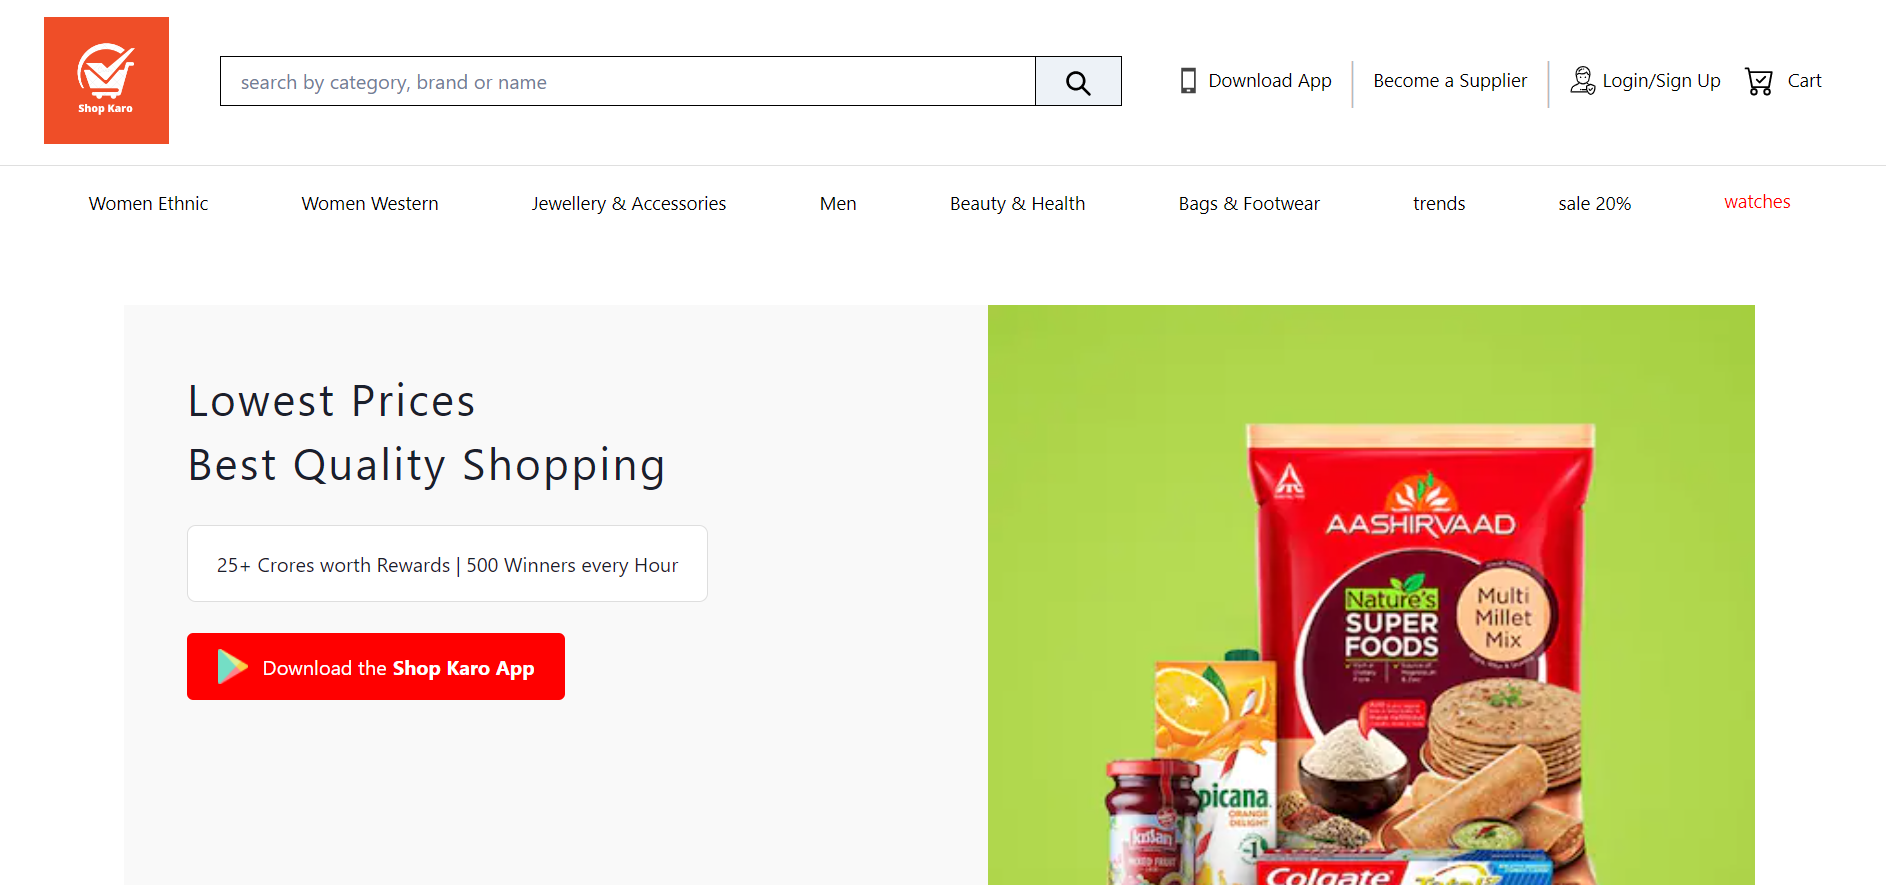 Shop Karo
search by category, brand or name
Download App
Become a Supplier
Login/Sign Up
Cart
Women Ethnic
Women Western
Jewellery & Accessories
Men
Beauty & Health
Bags & Footwear
trends
sale 20%
watches
Lowest Prices
Best Quality Shopping
25+ Crores worth Rewards | 500 Winners every Hour
Download the Shop Karo App
AASHIRVAAD
Nature's
SUPER
FOODS
Multi
Millet
Mix
picana
ORANGE
DELIGHT
No 1
kissan
MIXED FRUIT
Colgate
Total